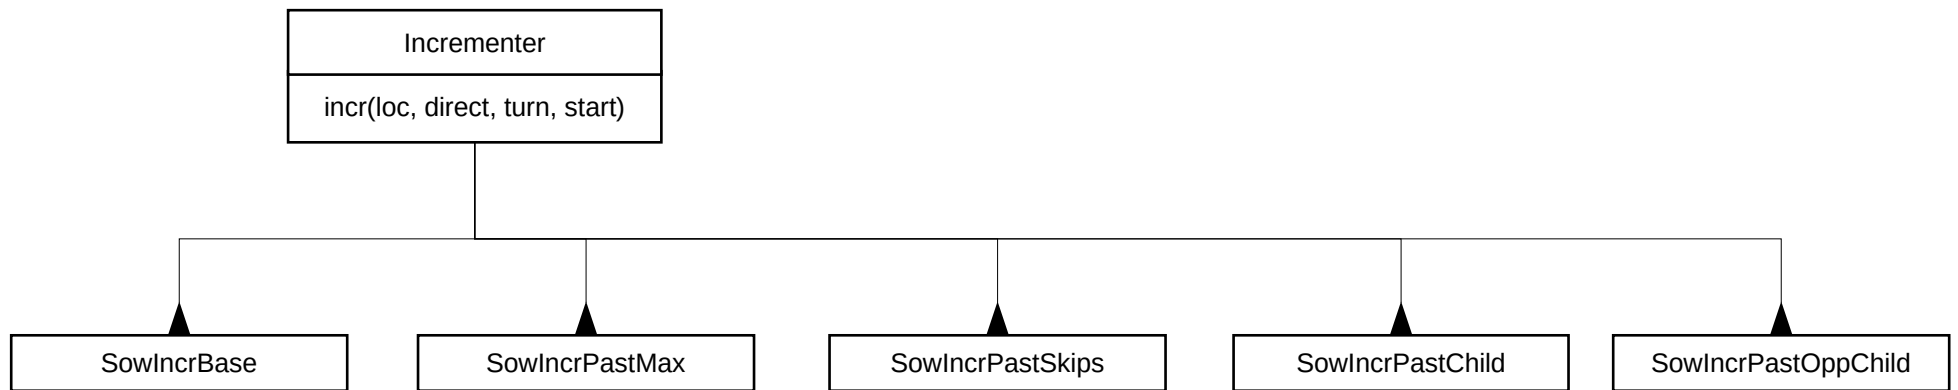 Incrementer
incr(loc, direct, turn, start)
SowIncrBase
SowIncrPastMax
SowIncrPastSkips
SowIncrPastChild
SowIncrPastOppChild